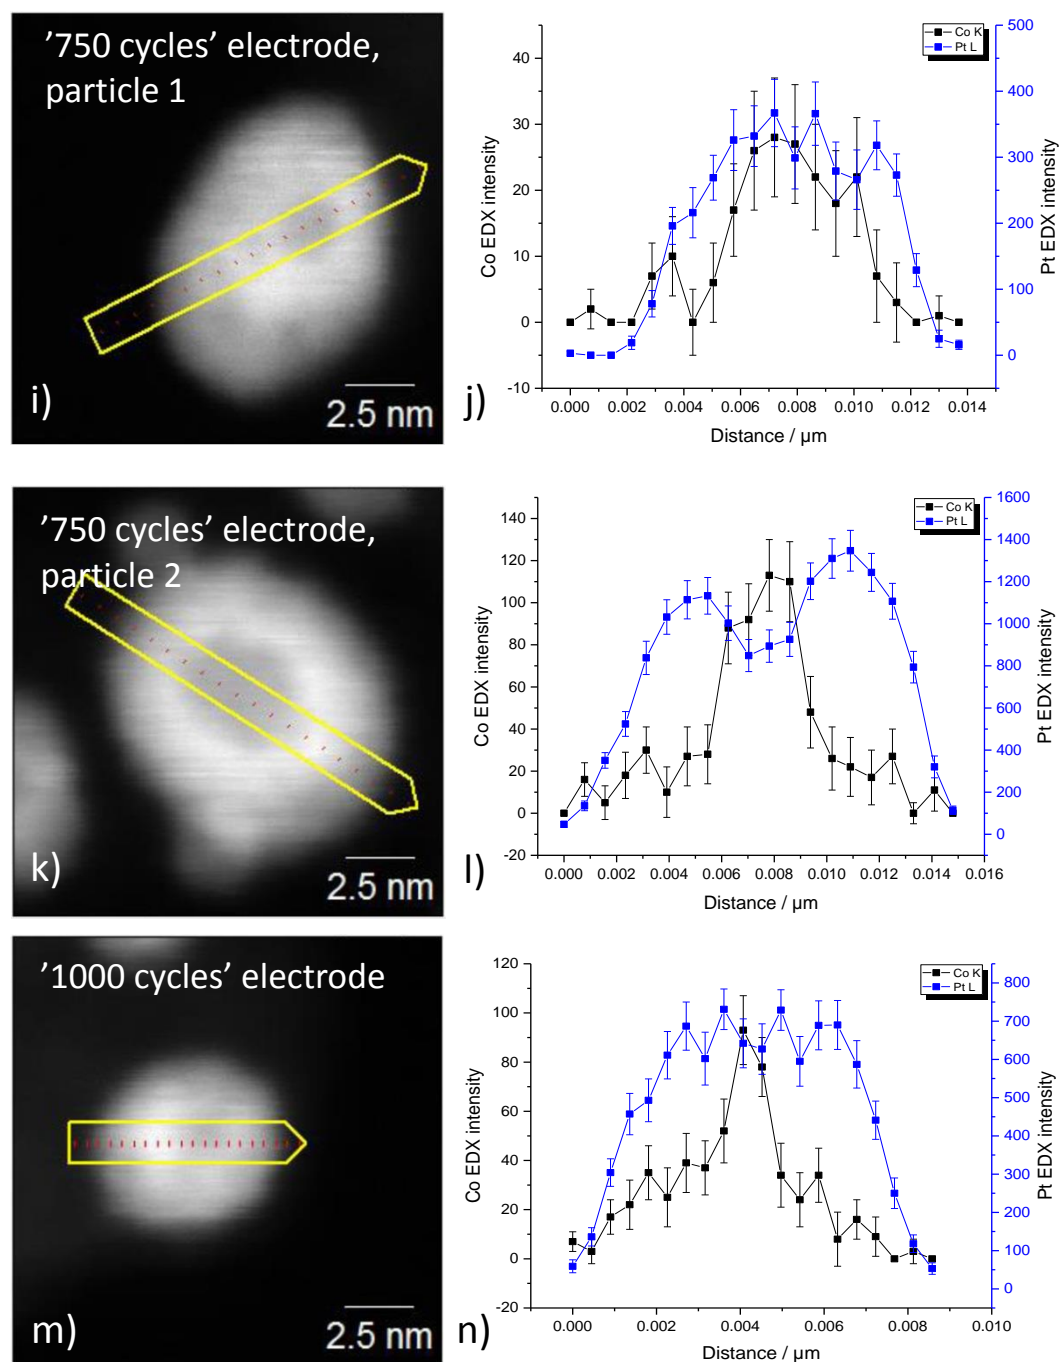 ’750 cycles’ electrode,
particle 1
2.5 nm
i)
Co K
Pt L
Co EDX intensity
40
30
20
10
0
-10
Pt EDX intensity
500
400
300
200
100
0
0.000 0.002 0.004 0.006 0.008 0.010 0.012 0.014
Distance / µm
j)
’750 cycles’ electrode,
particle 2
2.5 nm
k)
Co K
Pt L
Co EDX intensity
140
120
100
80
60
40
20
0
-20
Pt EDX intensity
1600
1400
1200
1000
800
600
400
200
0
0.000 0.002 0.004 0.006 0.008 0.010 0.012 0.014 0.016
Distance / µm
l)
’1000 cycles’ electrode
2.5 nm
m)
Co K
Pt L
Co EDX intensity
120
100
80
60
40
20
0
-20
Pt EDX intensity
800
700
600
500
400
300
200
100
0
0.000 0.002 0.004 0.006 0.008 0.010
Distance / µm
n)